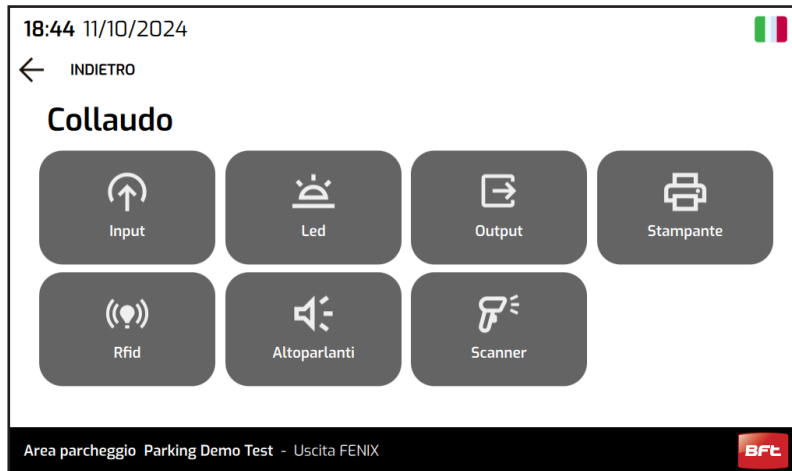 18:44 11/10/2024
INDIETRO
Collaudo
Input
Led
Output
Stampante
Rfid
Altoparlanti
Scanner
Area parcheggio Parking Demo Test - Uscita FENIX
BFt